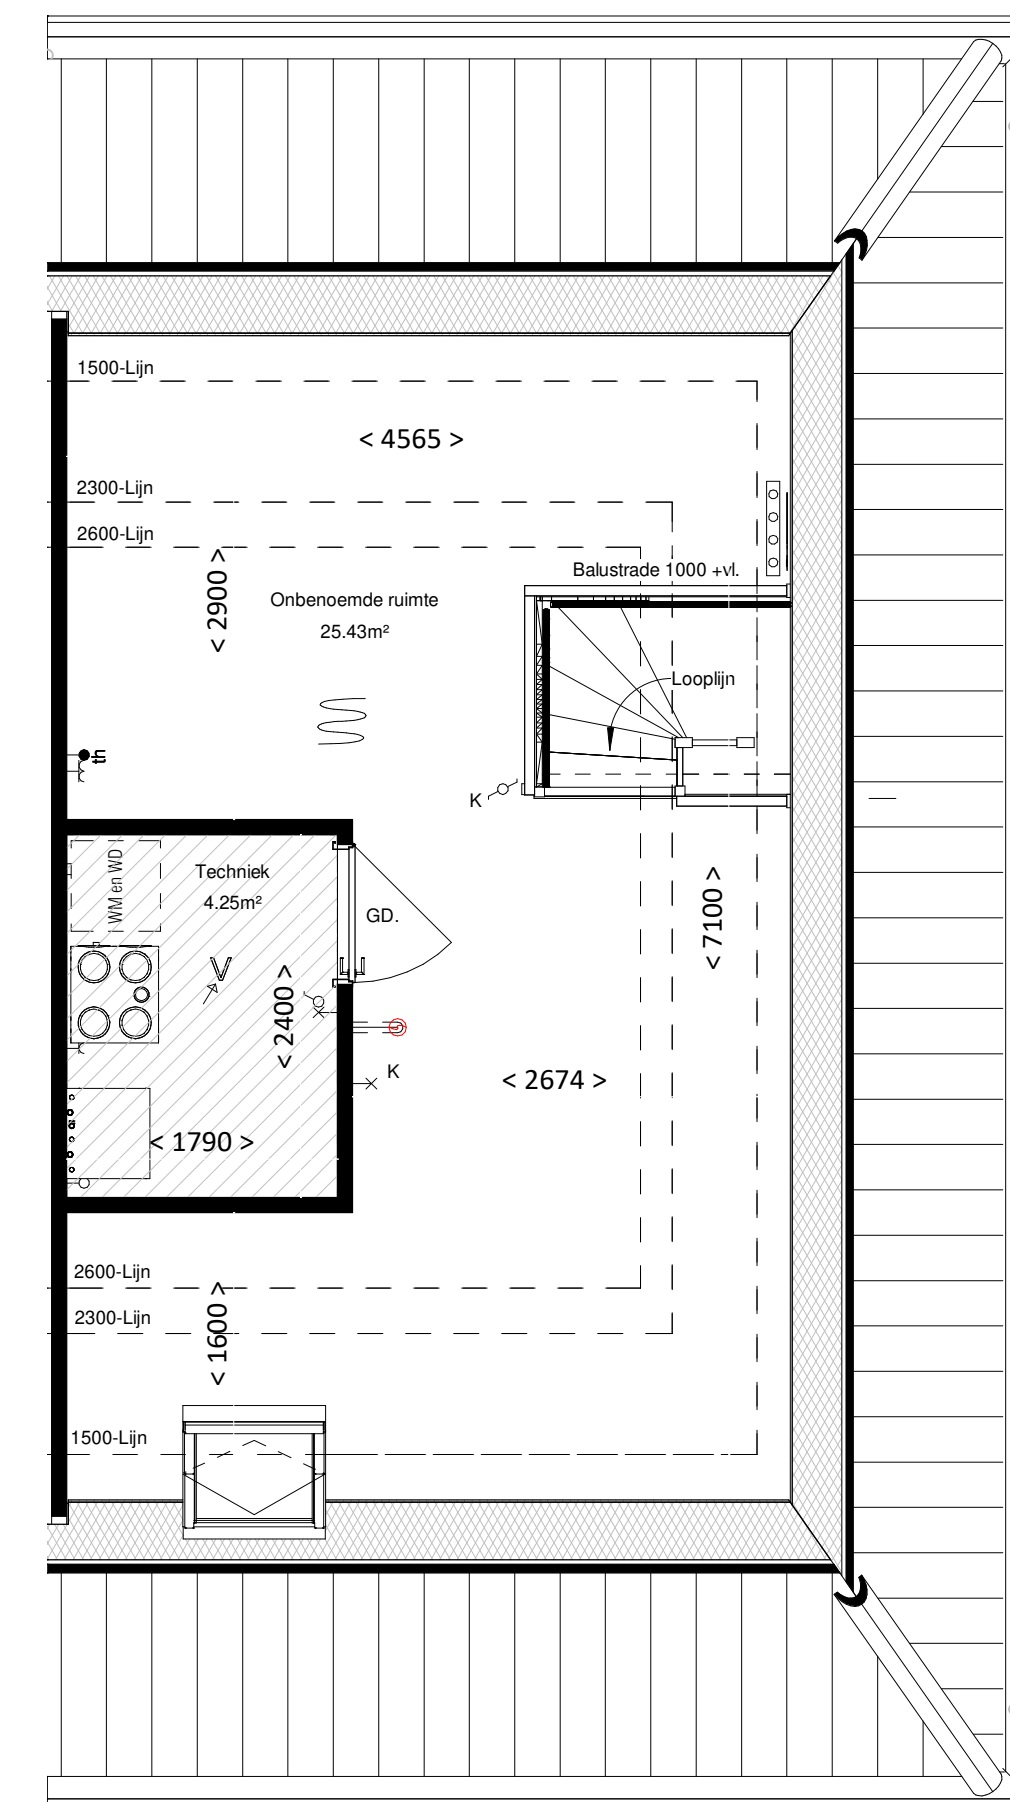 1500-Lijn
< 4565 >
2300-Lijn
2600-Lijn
< 2900 >
Balustrade 1000 +vl.
Onbenoemde ruimte
25.43m²
Looplijn
th
K
WM en WD
Techniek
4.25m²
GD.
< 7100 >
V
< 2400 >
K
< 2674 >
< 1790 >
2600-Lijn
< 1600 >
2300-Lijn
1500-Lijn